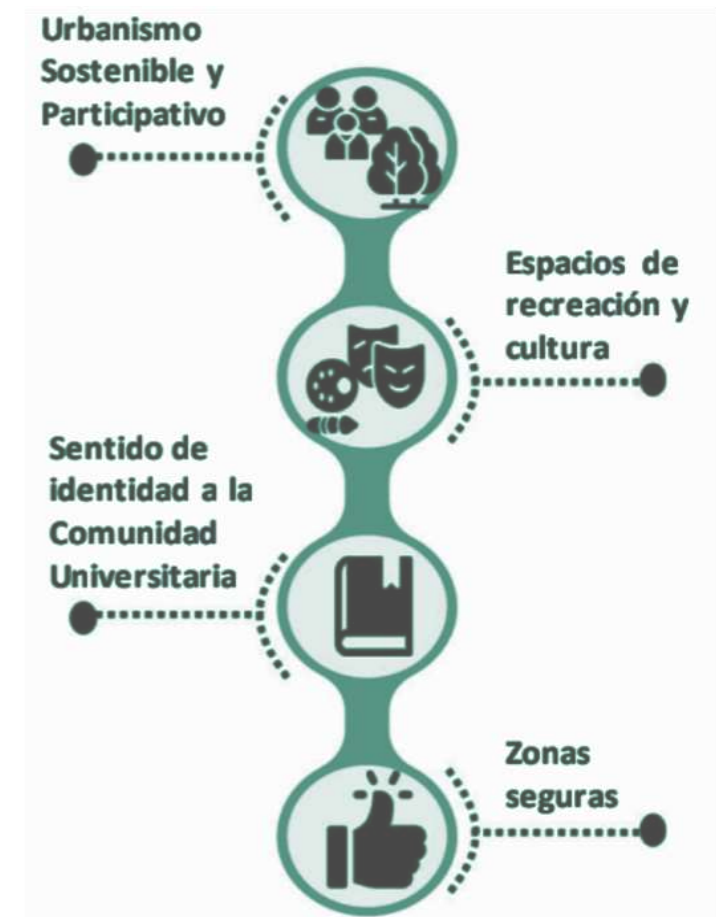 Urbanismo
Sostenible y
Participativo
Espacios de
recreación y
cultura
Sentido de
identidad a la
Comunidad
Universitaria
Zonas
seguras